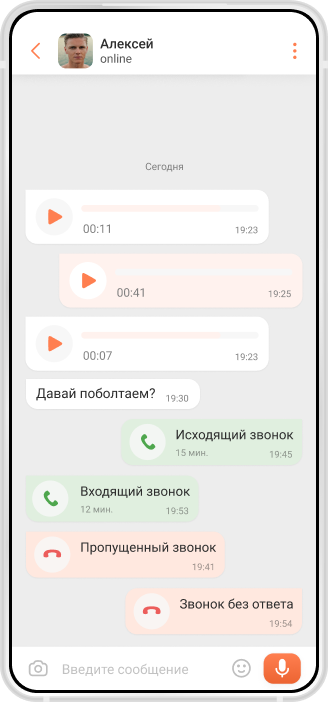 Алексей
online
Сегодня
00:11 19:23
00:41 19:25
00:07 19:23
Давай поболтаем? 19:30
Исходящий звонок
15 мин. 19:45
Входящий звонок
12 мин. 19:53
Пропущенный звонок
19:41
Звонок без ответа
19:54
Введите сообщение